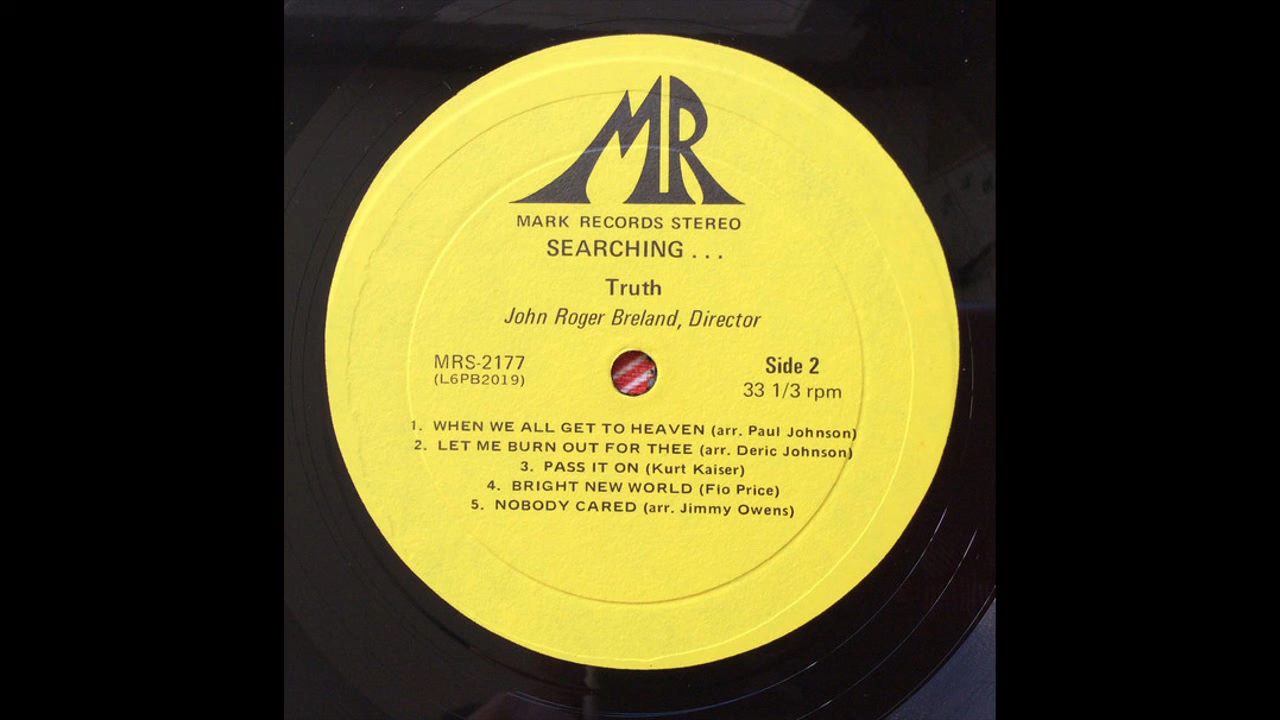 MR
MARK RECORDS STEREO
SEARCHING . . .
Truth
John Roger Breland, Director
MRS-2177
(L6PB2019)
Side 2
33 1/3 rpm
1. WHEN WE ALL GET TO HEAVEN (arr. Paul Johnson)
2. LET ME BURN OUT FOR THEE (arr. Deric Johnson)
3. PASS IT ON (Kurt Kaiser)
4. BRIGHT NEW WORLD (Flo Price)
5. NOBODY CARED (arr. Jimmy Owens)